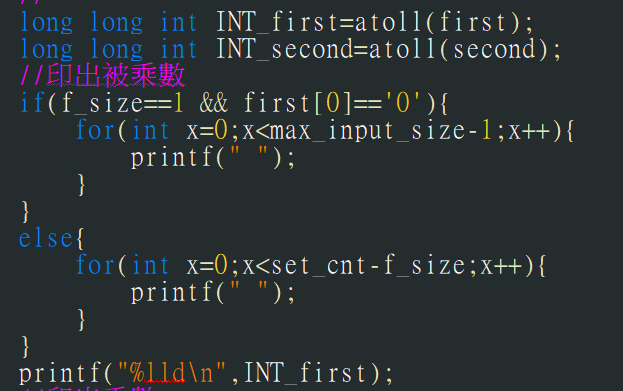 long long int INT_first=atoll(first);
long long int INT_second=atoll(second);
//印出被乘數
if(f_size==1 && first[0]=='0'){
for(int x=0;x<max_input_size-1;x++){
printf(" ");
}
}
else{
for(int x=0;x<set_cnt-f_size;x++){
printf(" ");
}
}
printf("%lld\n",INT_first);